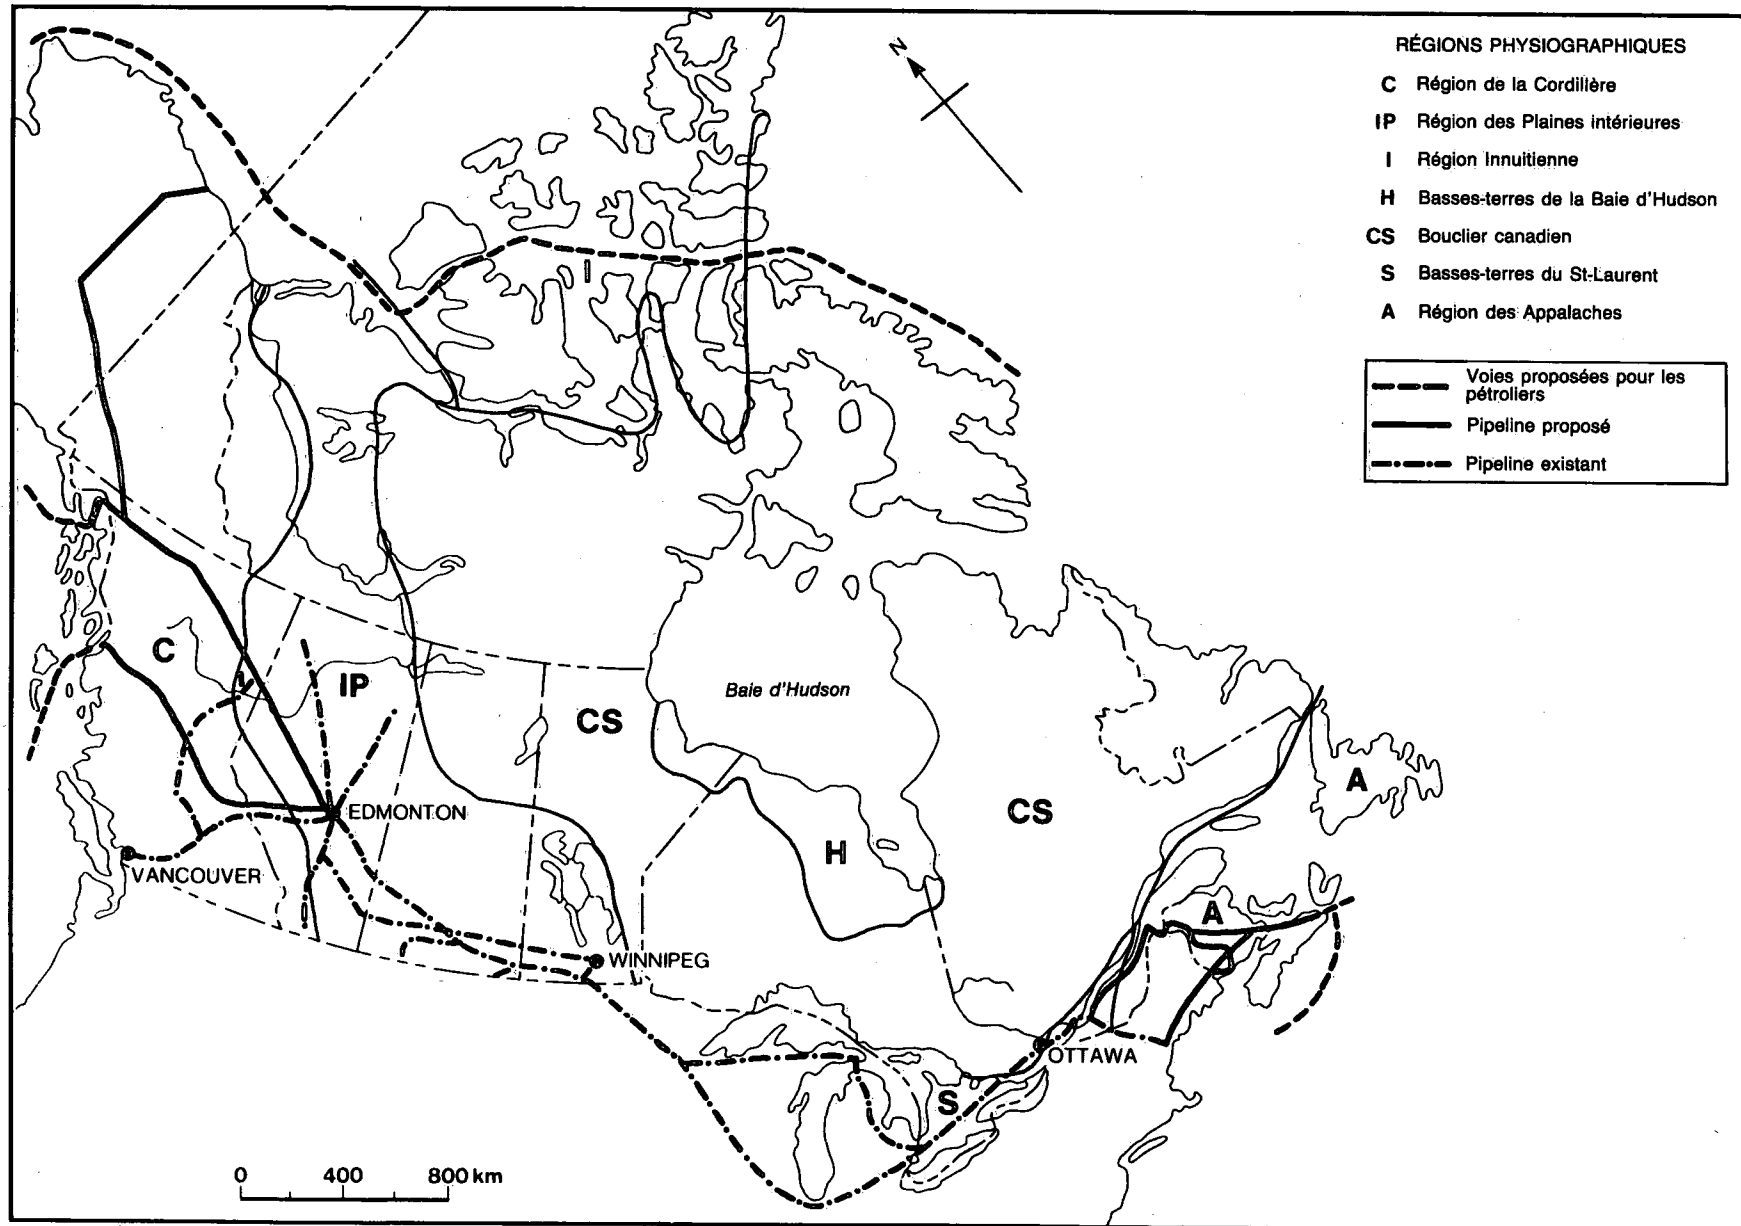 N
RÉGIONS PHYSIOGRAPHIQUES
C Région de la Cordillère
IP Région des Plaines intérieures
I Région Innuitienne
H Basses-terres de la Baie d'Hudson
CS Bouclier canadien
S Basses-terres du St-Laurent
A Région des Appalaches
Voies proposées pour les
pétroliers
Pipeline proposé
Pipeline existant
I
C
IP
CS
Baie d'Hudson
CS
A
H
A
S
EDMONTON
VANCOUVER
WINNIPEG
OTTAWA
0 400 800 km